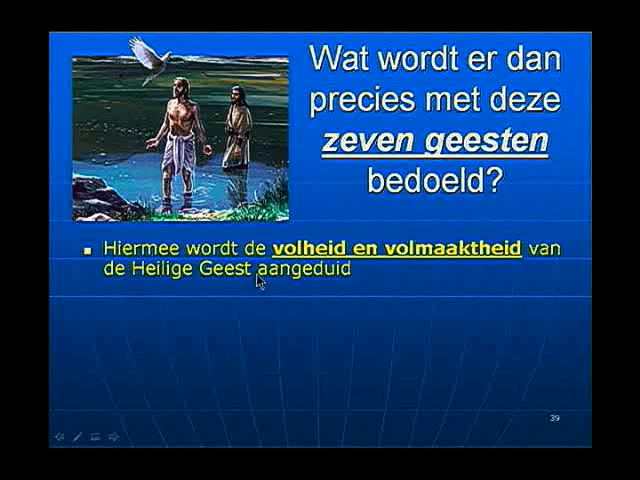 Wat wordt er dan
precies met deze
zeven geesten
bedoeld?
Hiermee wordt de volheid en volmaaktheid van
de Heilige Geest aangeduid
39